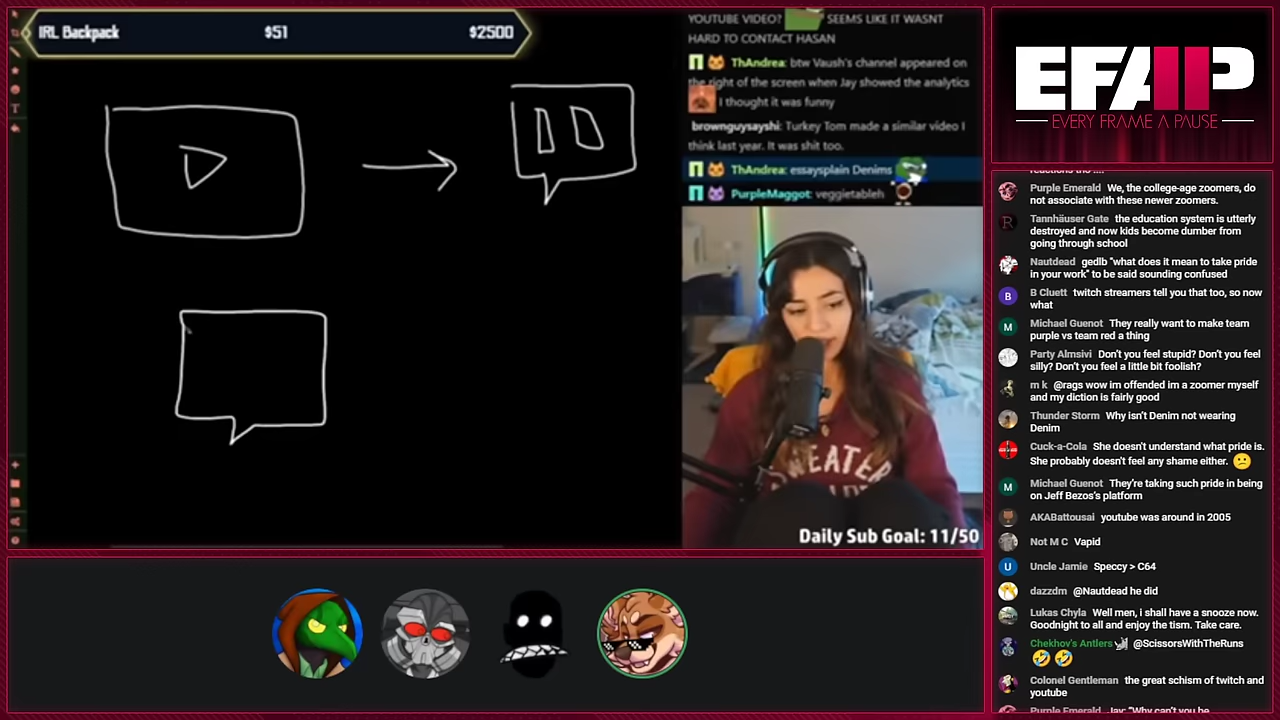 IRL Backpack $51 $2500
YOUTUBE VIDEO? SEEMS LIKE IT WASNT
HARD TO CONTACT HASAN
ThAndrea: btw Vaush's channel appeared on
the right of the screen when Jay showed the analytics
I thought it was funny
brownguysayshi: Turkey Tom made a similar video I
think last year. It was shit too.
ThAndrea: essaysplain Denims
PurpleMaggot: veggietableh
SWEATER
Daily Sub Goal: 11/50
EFAP
EVERY FRAME A PAUSE
Purple Emerald We, the college-age zoomers, do
not associate with these newer zoomers.
Tannhäuser Gate the education system is utterly
destroyed and now kids become dumber from
going through school
Nautdead gedlb "what does it mean to take pride
in your work" to be said sounding confused
B Cluett twitch streamers tell you that too, so now
what
Michael Guenot They really want to make team
purple vs team red a thing
Party Almsivi Don't you feel stupid? Don't you feel
silly? Don't you feel a little bit foolish?
m k @rags wow im offended im a zoomer myself
and my diction is fairly good
Thunder Storm Why isn't Denim not wearing
Denim
Cuck-a-Cola She doesn't understand what pride is.
She probably doesn't feel any shame either.
Michael Guenot They're taking such pride in being
on Jeff Bezos's platform
AKABattousai youtube was around in 2005
Not M C Vapid
Uncle Jamie Speccy > C64
dazzdm @Nautdead he did
Lukas Chyla Well men, i shall have a snooze now.
Goodnight to all and enjoy the tism. Take care.
Chekhov's Antlers @ScissorsWithTheRuns
Colonel Gentleman the great schism of twitch and
youtube
Purple Emerald Jay: "Why can't you be